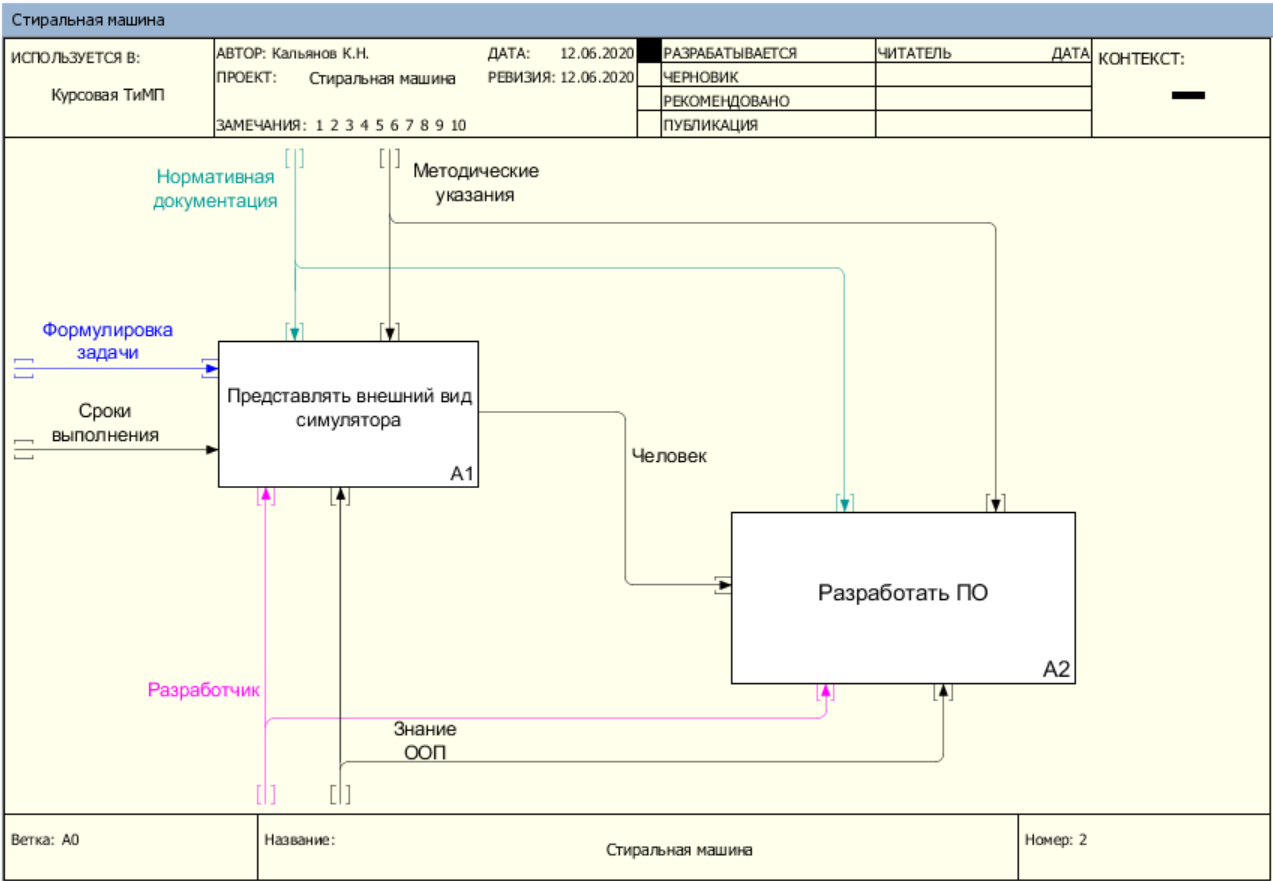 Стиральная машина
ИСПОЛЬЗУЕТСЯ В:
Курсовая ТиМП
АВТОР: Кальянов К.Н.
ДАТА: 12.06.2020
ПРОЕКТ: Стиральная машина
РЕВИЗИЯ: 12.06.2020
ЗАМЕЧАНИЯ: 1 2 3 4 5 6 7 8 9 10
РАЗРАБАТЫВАЕТСЯ
ЧЕРНОВИК
РЕКОМЕНДОВАНО
ПУБЛИКАЦИЯ
ЧИТАТЕЛЬ ДАТА
КОНТЕКСТ:
Нормативная
документация
Методические
указания
Формулировка
задачи
Сроки
выполнения
Представлять внешний вид
симулятора
A1
Человек
Разработать ПО
A2
Разработчик
Знание
ООП
Ветка: A0
Название:
Стиральная машина
Номер: 2